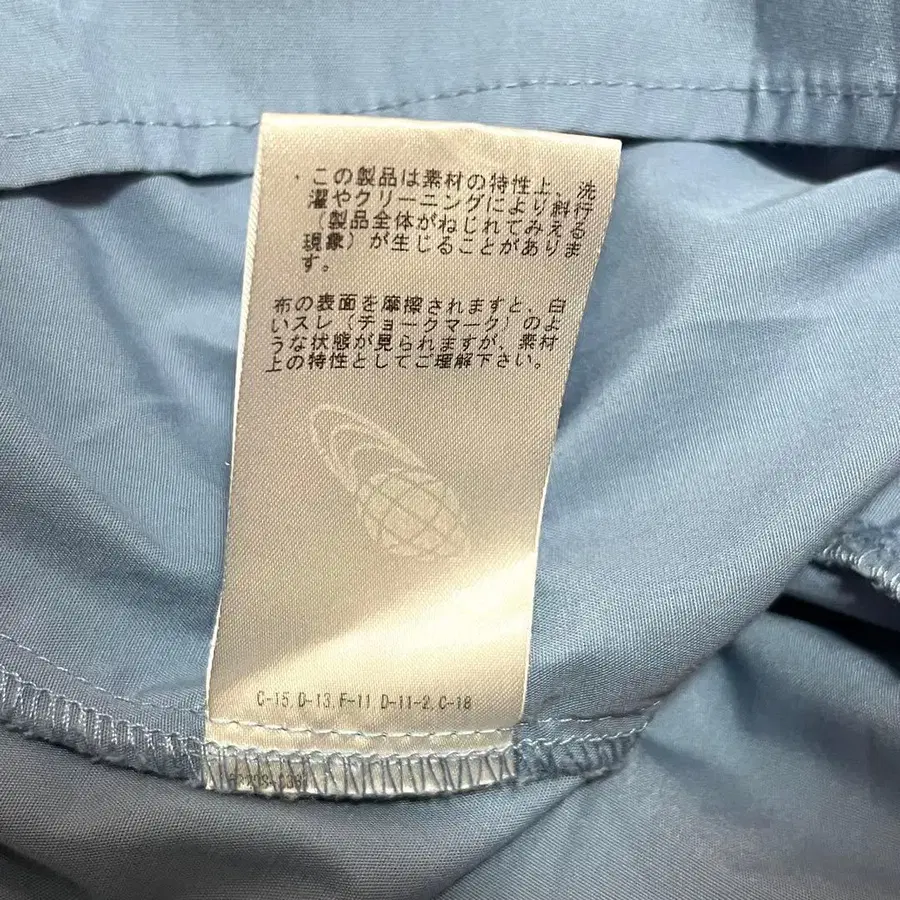 ・この製品は素材の特性上、洗
濯やクリーニングにより斜行
（製品全体がねじれてみえる
現象）が生じることがありま
す。
布の表面を摩擦されますと、白
いスレ（チョークマーク）のよ
うな状態が見られますが、素材
上の特性としてご理解下さい。
C-15,D-13,F-11 D-11-2,C-18